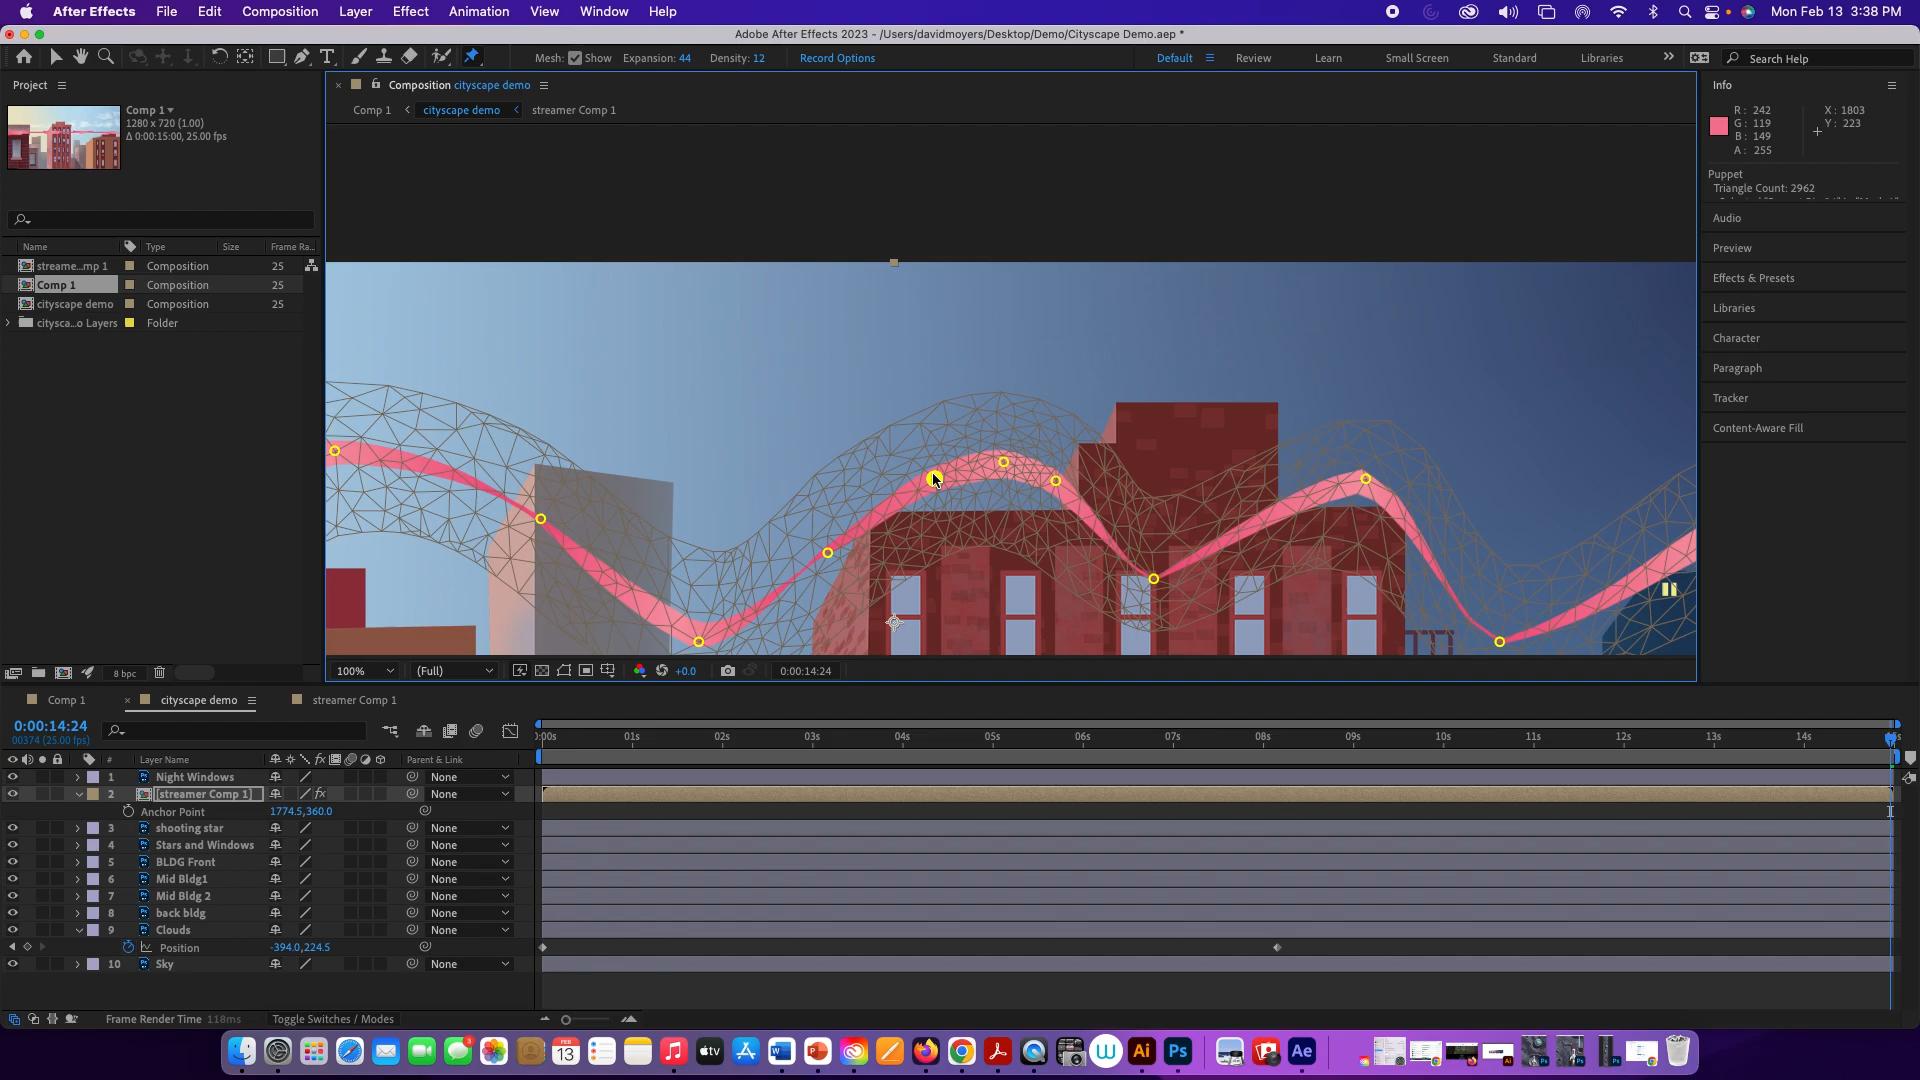 After Effects File Edit Composition Layer Effect Animation View Window Help Mon Feb 13 3:38 PM
Adobe After Effects 2023 - /Users/davidmoyers/Desktop/Demo/Cityscape Demo.aep *
Mesh: Show Expansion: 44 Density: 12 Record Options Default Review Learn Small Screen Standard Libraries Search Help
Project
Composition cityscape demo
Info
Comp 1
1280 x 720 (1.00)
Δ 0:00:15:00, 25.00 fps
Comp 1 cityscape demo streamer Comp 1
R: 242
G: 119
B: 149
A: 255
X: 1803
Y: 223
Puppet
Triangle Count: 2962
Audio
Preview
Effects & Presets
Libraries
Character
Paragraph
Tracker
Content-Aware Fill
Name Type Size Frame Ra...
streame...mp 1 Composition 25
Comp 1 Composition 25
cityscape demo Composition 25
citysca...o Layers Folder
8 bpc
100% (Full) +0.0 0:00:14:24
Comp 1 cityscape demo streamer Comp 1
0:00:14:24
00374 (25.00 fps)
01s 02s 03s 04s 05s 06s 07s 08s 09s 10s 11s 12s 13s 14s
# Layer Name fx Parent & Link
1 Night Windows None
2 [streamer Comp 1] fx None
Anchor Point 1774.5,360.0
3 shooting star None
4 Stars and Windows None
5 BLDG Front None
6 Mid Bldg1 None
7 Mid Bldg 2 None
8 back bldg None
9 Clouds None
Position -394.0,224.5
10 Sky None
Frame Render Time 118ms Toggle Switches / Modes
FEB
13
3
tv
W
P
W
Ai
Ps
Ae